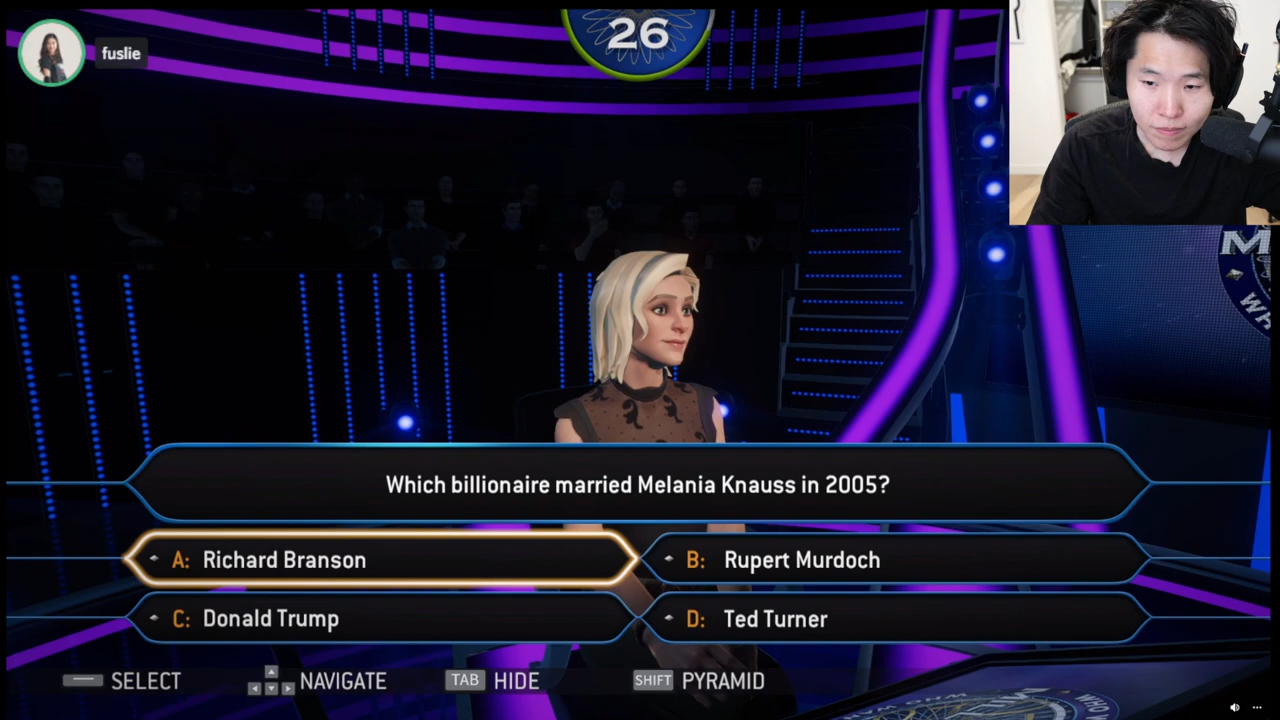 fuslie
26
Which billionaire married Melania Knauss in 2005?
A: Richard Branson
B: Rupert Murdoch
C: Donald Trump
D: Ted Turner
SELECT
NAVIGATE
TAB HIDE
SHIFT PYRAMID